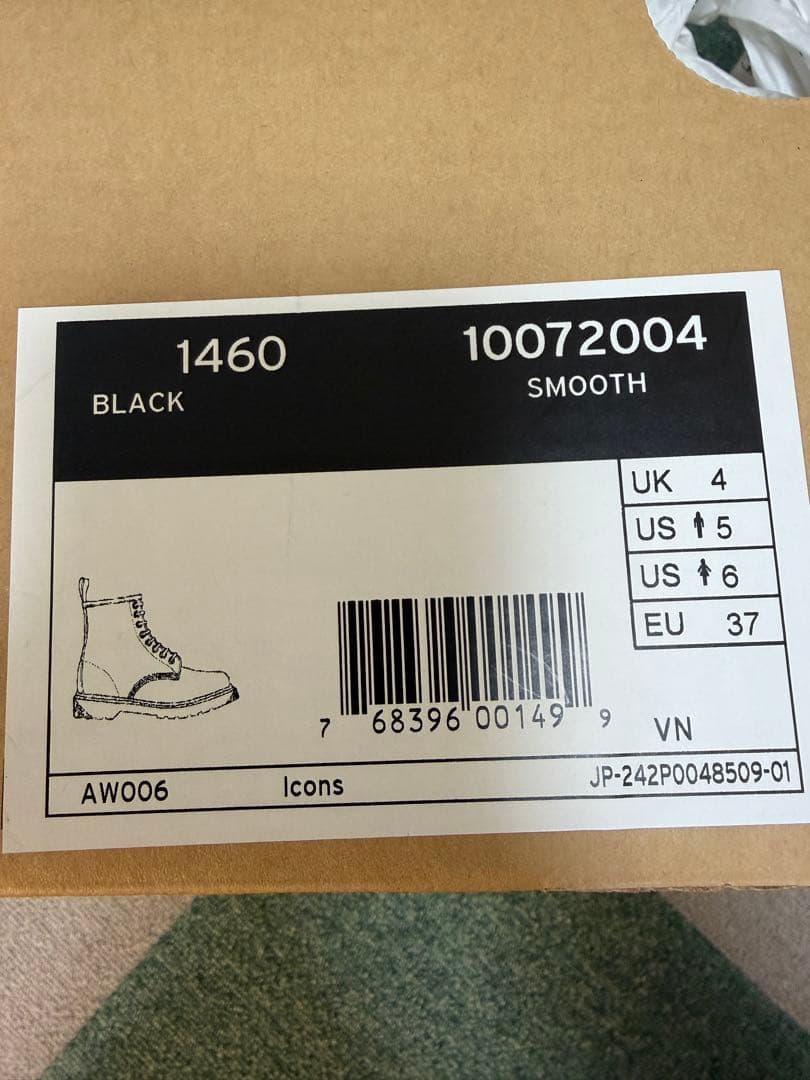 1460 10072004
BLACK SMOOTH
UK 4
US 5
US 6
EU 37
7 68396 00149 9
VN
AW006 Icons JP-242P0048509-01